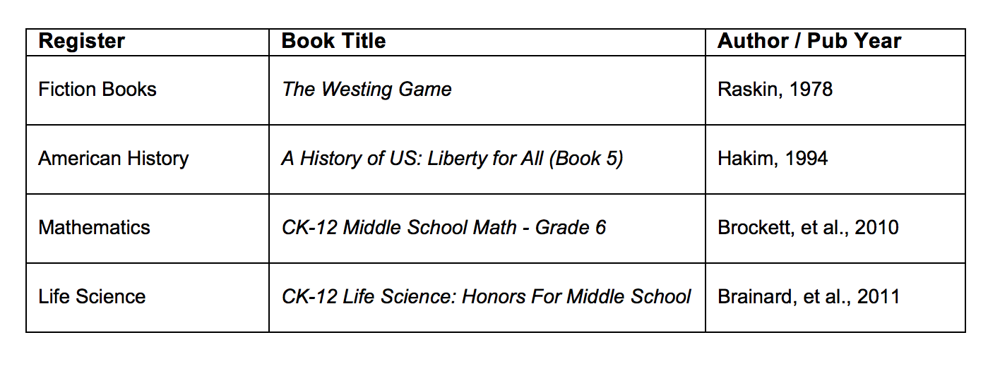 Register Book Title Author / Pub Year
Fiction Books The Westing Game Raskin, 1978
American History A History of US: Liberty for All (Book 5) Hakim, 1994
Mathematics CK-12 Middle School Math - Grade 6 Brockett, et al., 2010
Life Science CK-12 Life Science: Honors For Middle School Brainard, et al., 2011